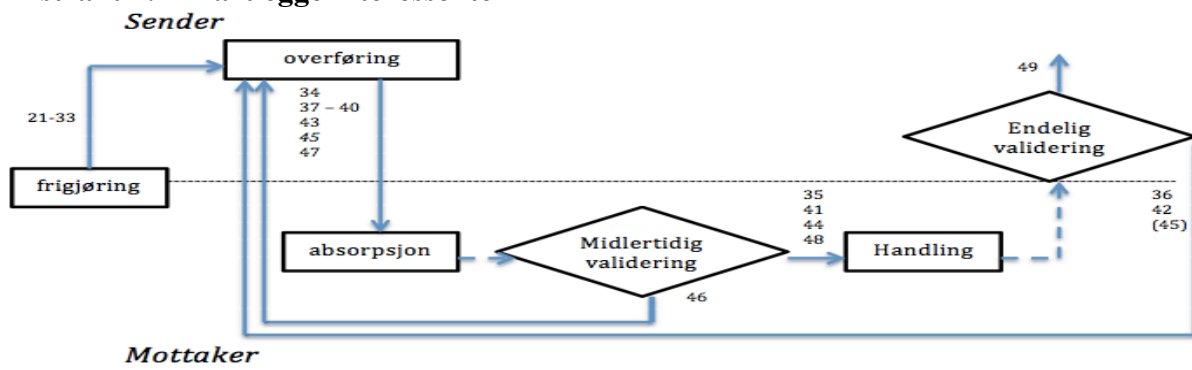 Sender
overføring
34
37 – 40
43
45
47
49
21-33
Endelig
validering
frigjøring
35
41
44
48
36
42
(45)
absorpsjon
Midlertidig
validering
Handling
46
Mottaker